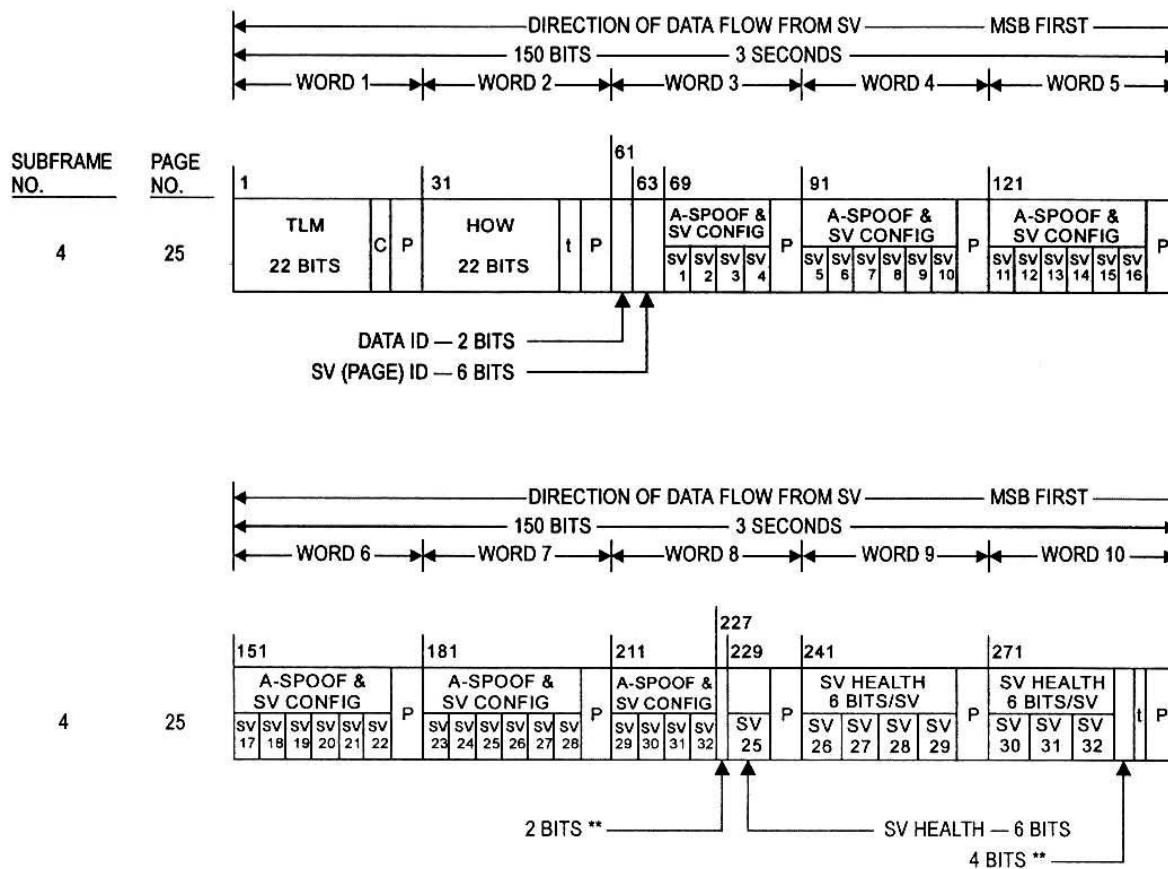 DIRECTION OF DATA FLOW FROM SV MSB FIRST
150 BITS 3 SECONDS
WORD 1 WORD 2 WORD 3 WORD 4 WORD 5
SUBFRAME NO. PAGE NO.
61
1 31 63 69 91 121
4 25
TLM 22 BITS C P
HOW 22 BITS t P
A-SPOOF & SV CONFIG P
SV 1 SV 2 SV 3 SV 4
A-SPOOF & SV CONFIG P
SV 5 SV 6 SV 7 SV 8 SV 9 SV 10
A-SPOOF & SV CONFIG P
SV 11 SV 12 SV 13 SV 14 SV 15 SV 16
DATA ID — 2 BITS
SV (PAGE) ID — 6 BITS
DIRECTION OF DATA FLOW FROM SV MSB FIRST
150 BITS 3 SECONDS
WORD 6 WORD 7 WORD 8 WORD 9 WORD 10
227
151 181 211 229 241 271
4 25
A-SPOOF & SV CONFIG P
SV 17 SV 18 SV 19 SV 20 SV 21 SV 22
A-SPOOF & SV CONFIG P
SV 23 SV 24 SV 25 SV 26 SV 27 SV 28
A-SPOOF & SV CONFIG
SV 29 SV 30 SV 31 SV 32
SV 25 P
SV HEALTH 6 BITS/SV P
SV 26 SV 27 SV 28 SV 29
SV HEALTH 6 BITS/SV t P
SV 30 SV 31 SV 32
2 BITS ** SV HEALTH — 6 BITS
4 BITS **